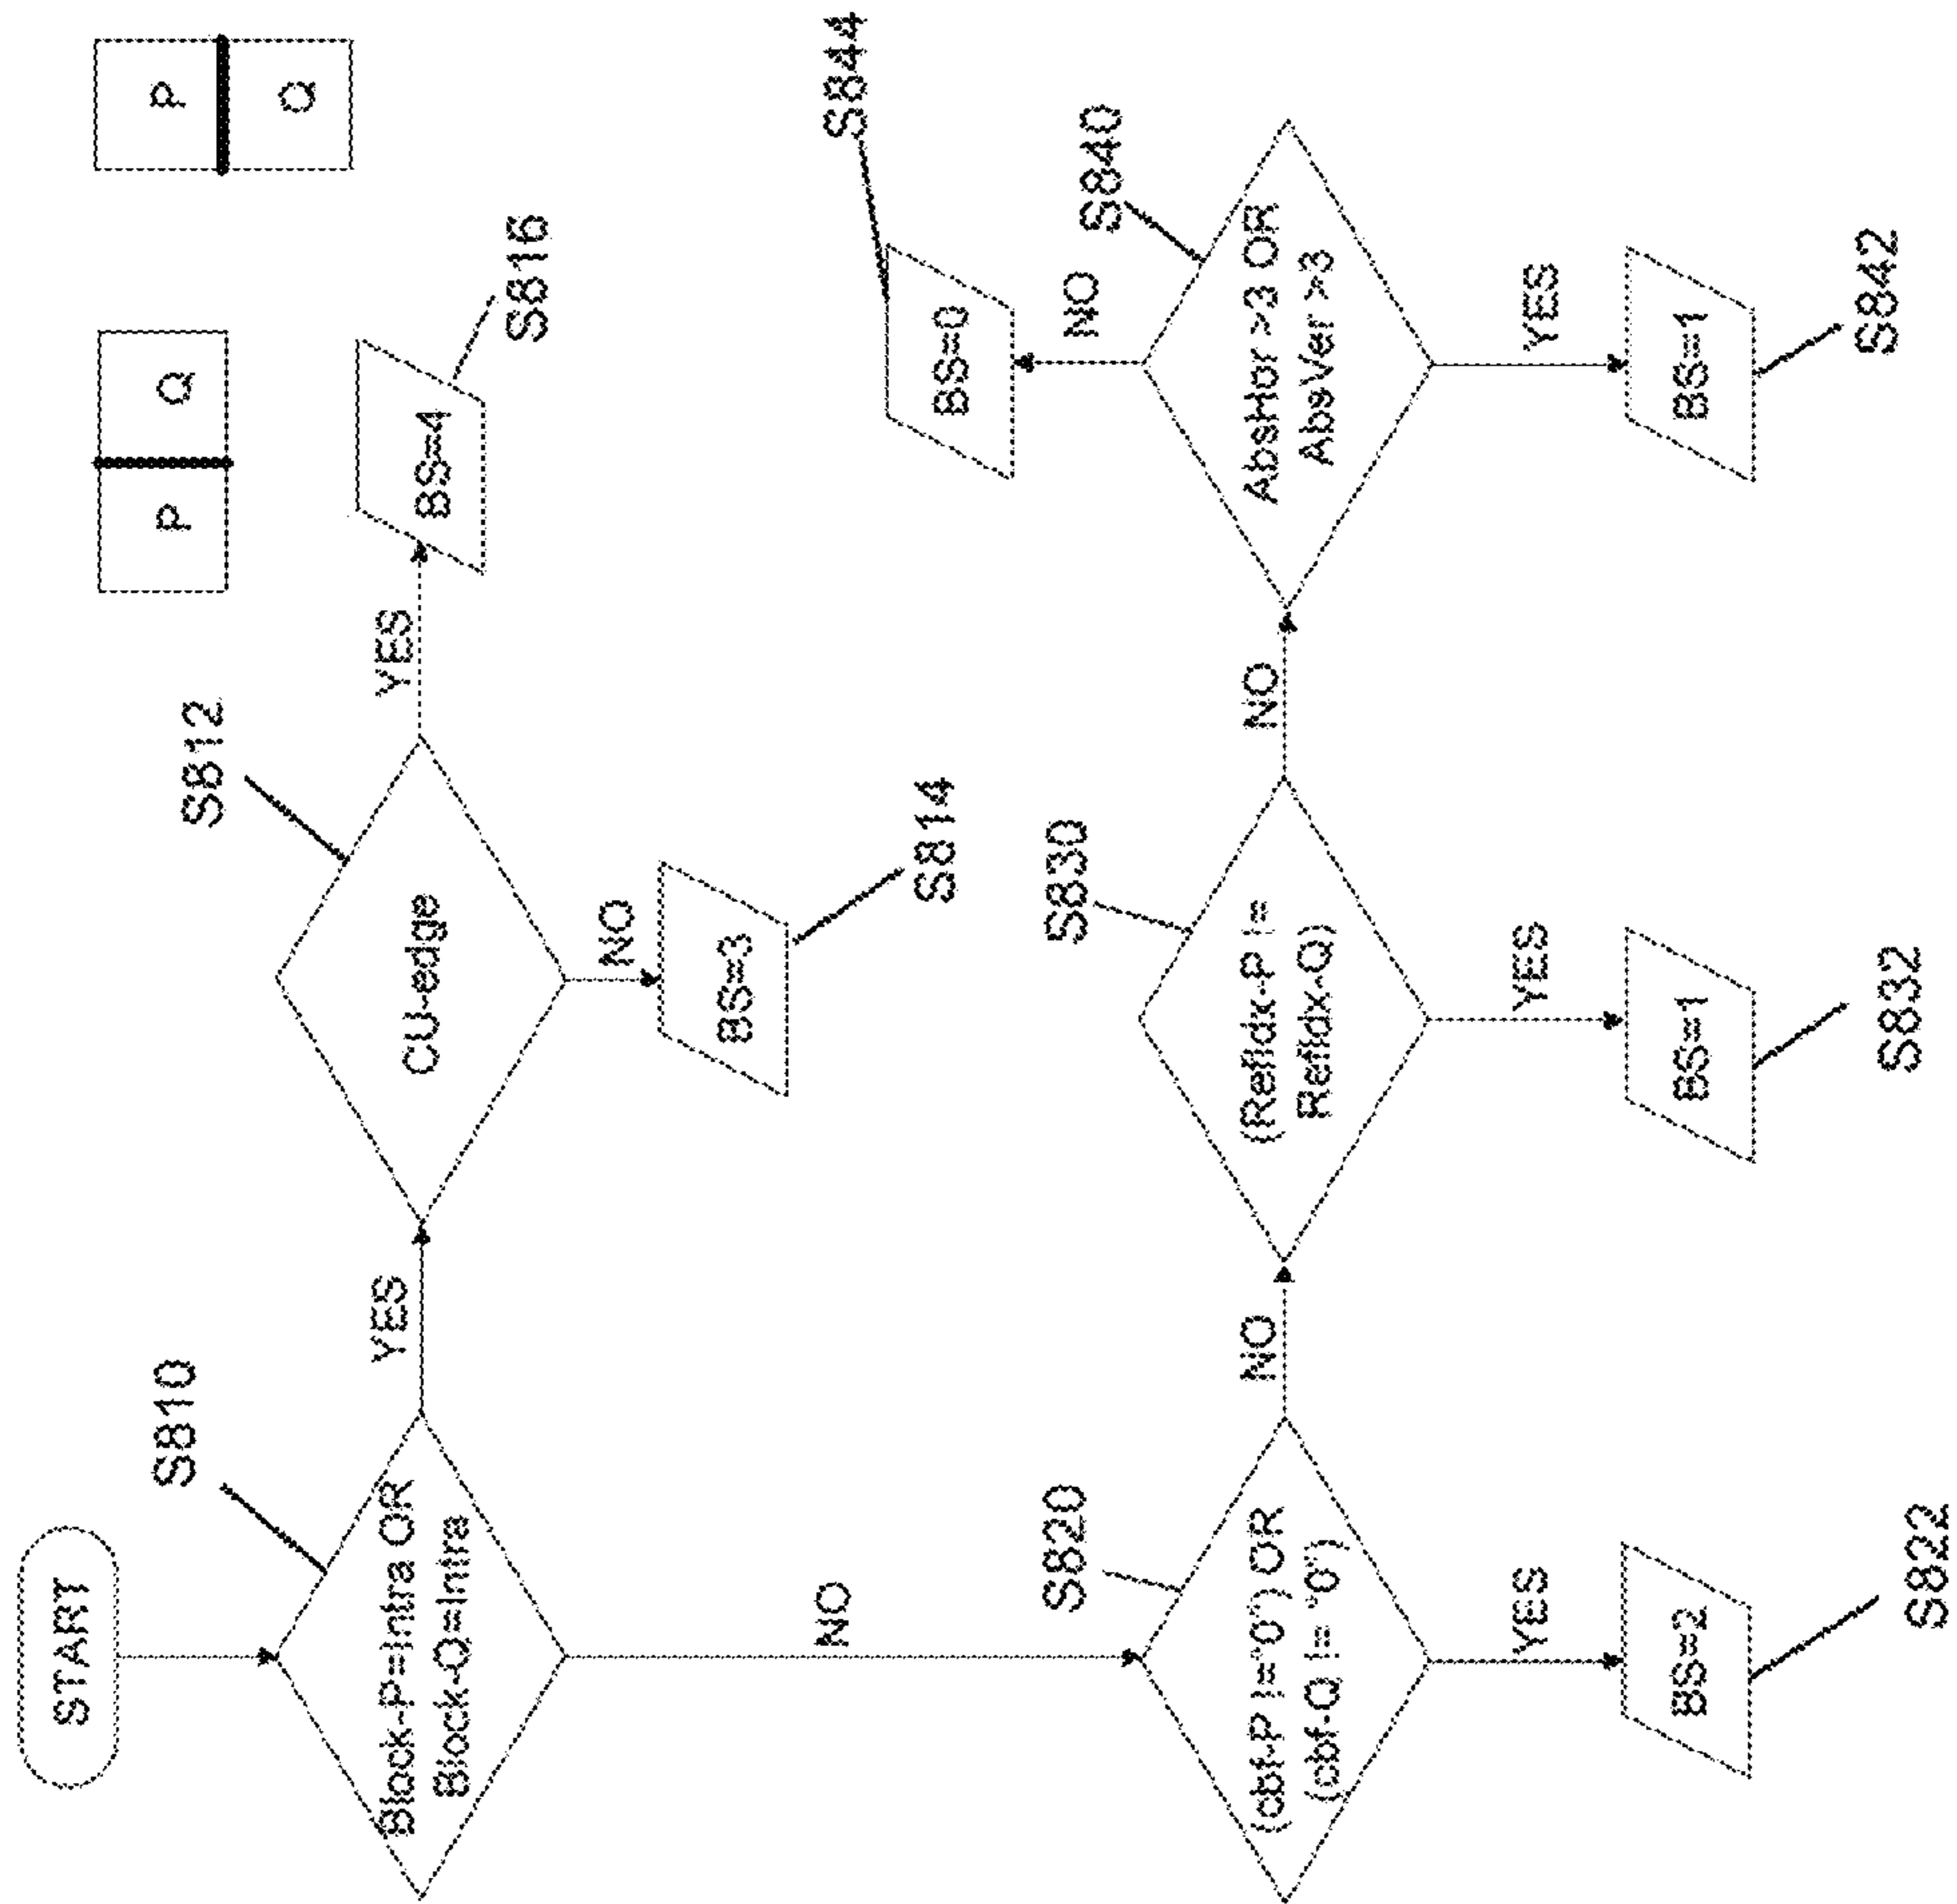 START
S810
Block-P=Intra OR
Block-Q=Intra
YES
S812
CU-edge
YES
BS=4
S816
P Q
P
Q
NO
BS=3
S814
NO
S820
(cbf-P !="0") OR
(cbf-Q != "0")
NO
S830
(RefIdx-P !=
RefIdx-Q)
NO
S840
AbsHor >3 OR
AbsVer >3
NO
BS=0
S844
YES
BS=2
S822
YES
BS=1
S832
YES
BS=1
S842